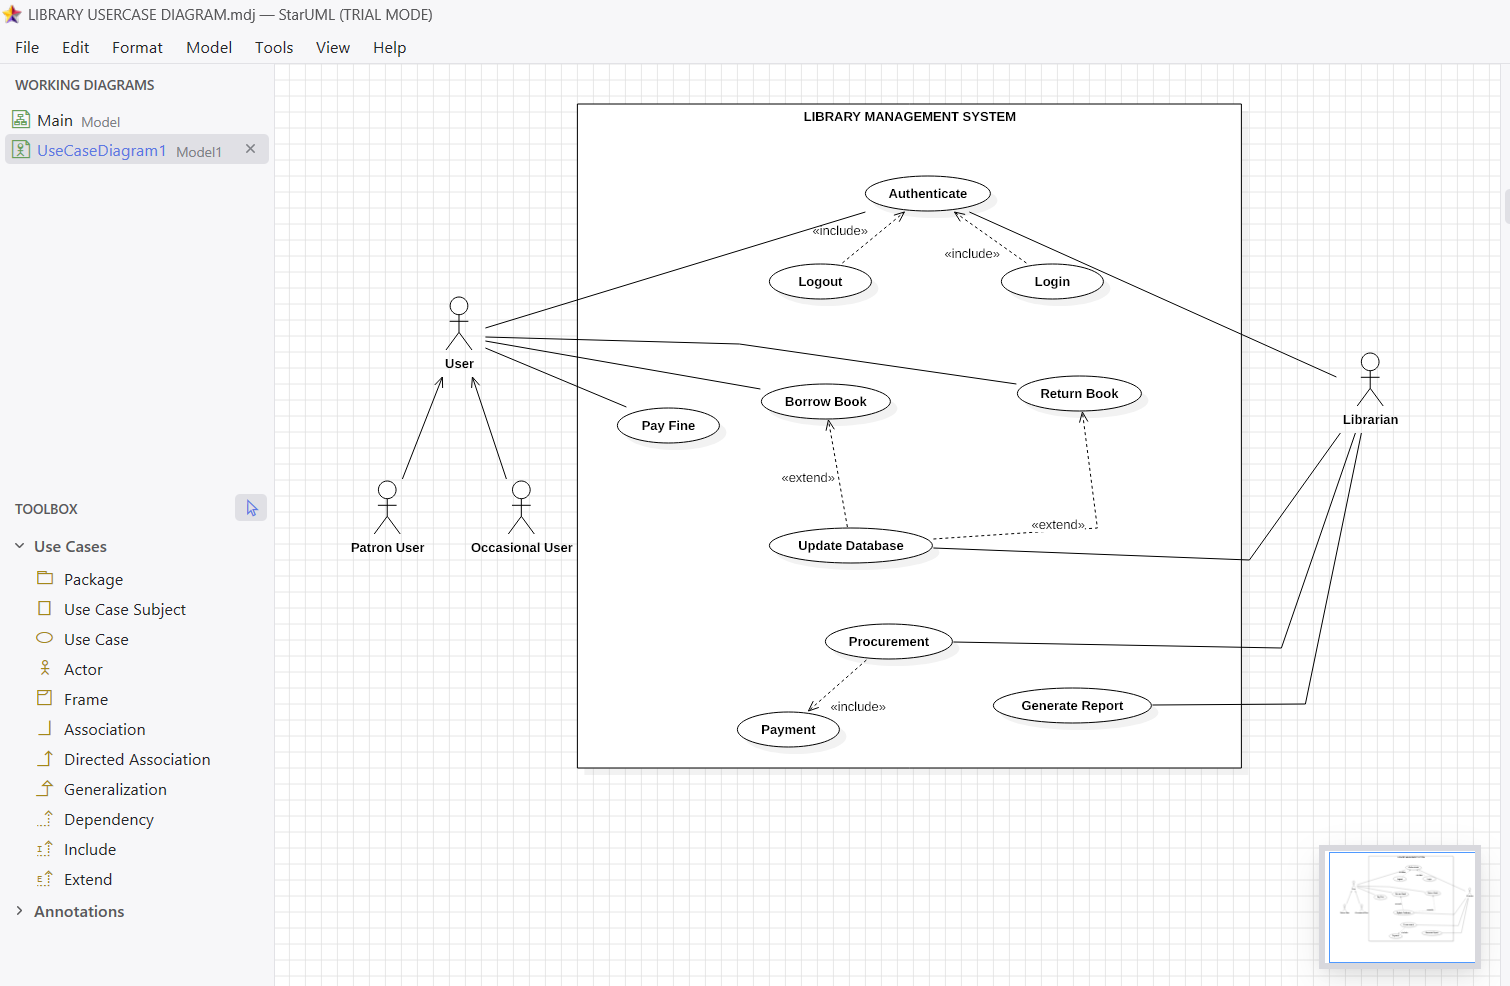 LIBRARY USERCASE DIAGRAM.mdj — StarUML (TRIAL MODE)
File Edit Format Model Tools View Help
WORKING DIAGRAMS
Main Model
UseCaseDiagram1 Model1
TOOLBOX
Use Cases
Package
Use Case Subject
Use Case
Actor
Frame
Association
Directed Association
Generalization
Dependency
Include
Extend
Annotations
LIBRARY MANAGEMENT SYSTEM
Authenticate
«include»
«include»
Logout
Login
User
Borrow Book
Return Book
Pay Fine
Librarian
«extend»
«extend»
Patron User
Occasional User
Update Database
Procurement
«include»
Generate Report
Payment